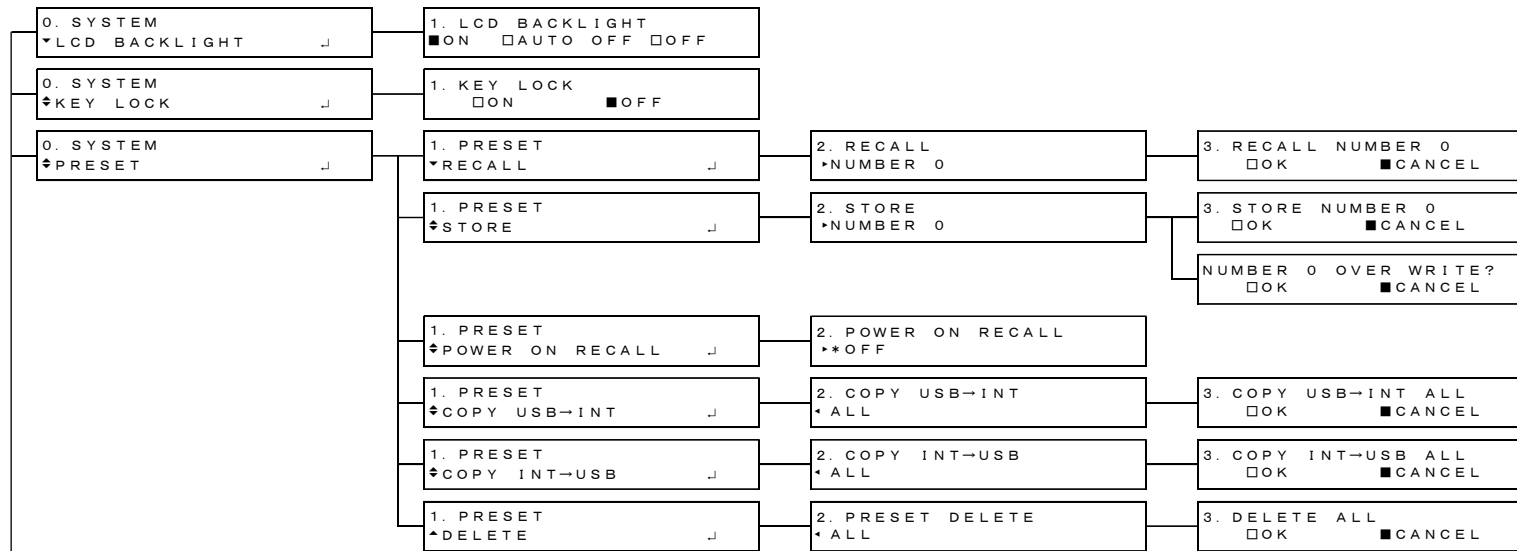 0. SYSTEM
▼LCD BACKLIGHT ↵
1. LCD BACKLIGHT
■ON □AUTO OFF □OFF
0. SYSTEM
♦KEY LOCK ↵
1. KEY LOCK
□ON ■OFF
0. SYSTEM
♦PRESET ↵
1. PRESET
▼RECALL ↵
2. RECALL
▸NUMBER 0
3. RECALL NUMBER 0
□OK ■CANCEL
1. PRESET
♦STORE ↵
2. STORE
▸NUMBER 0
3. STORE NUMBER 0
□OK ■CANCEL
NUMBER 0 OVER WRITE?
□OK ■CANCEL
1. PRESET
♦POWER ON RECALL ↵
2. POWER ON RECALL
▸*OFF
1. PRESET
♦COPY USB→INT ↵
2. COPY USB→INT
◂ ALL
3. COPY USB→INT ALL
□OK ■CANCEL
1. PRESET
♦COPY INT→USB ↵
2. COPY INT→USB
◂ ALL
3. COPY INT→USB ALL
□OK ■CANCEL
1. PRESET
▲DELETE ↵
2. PRESET DELETE
◂ ALL
3. DELETE ALL
□OK ■CANCEL